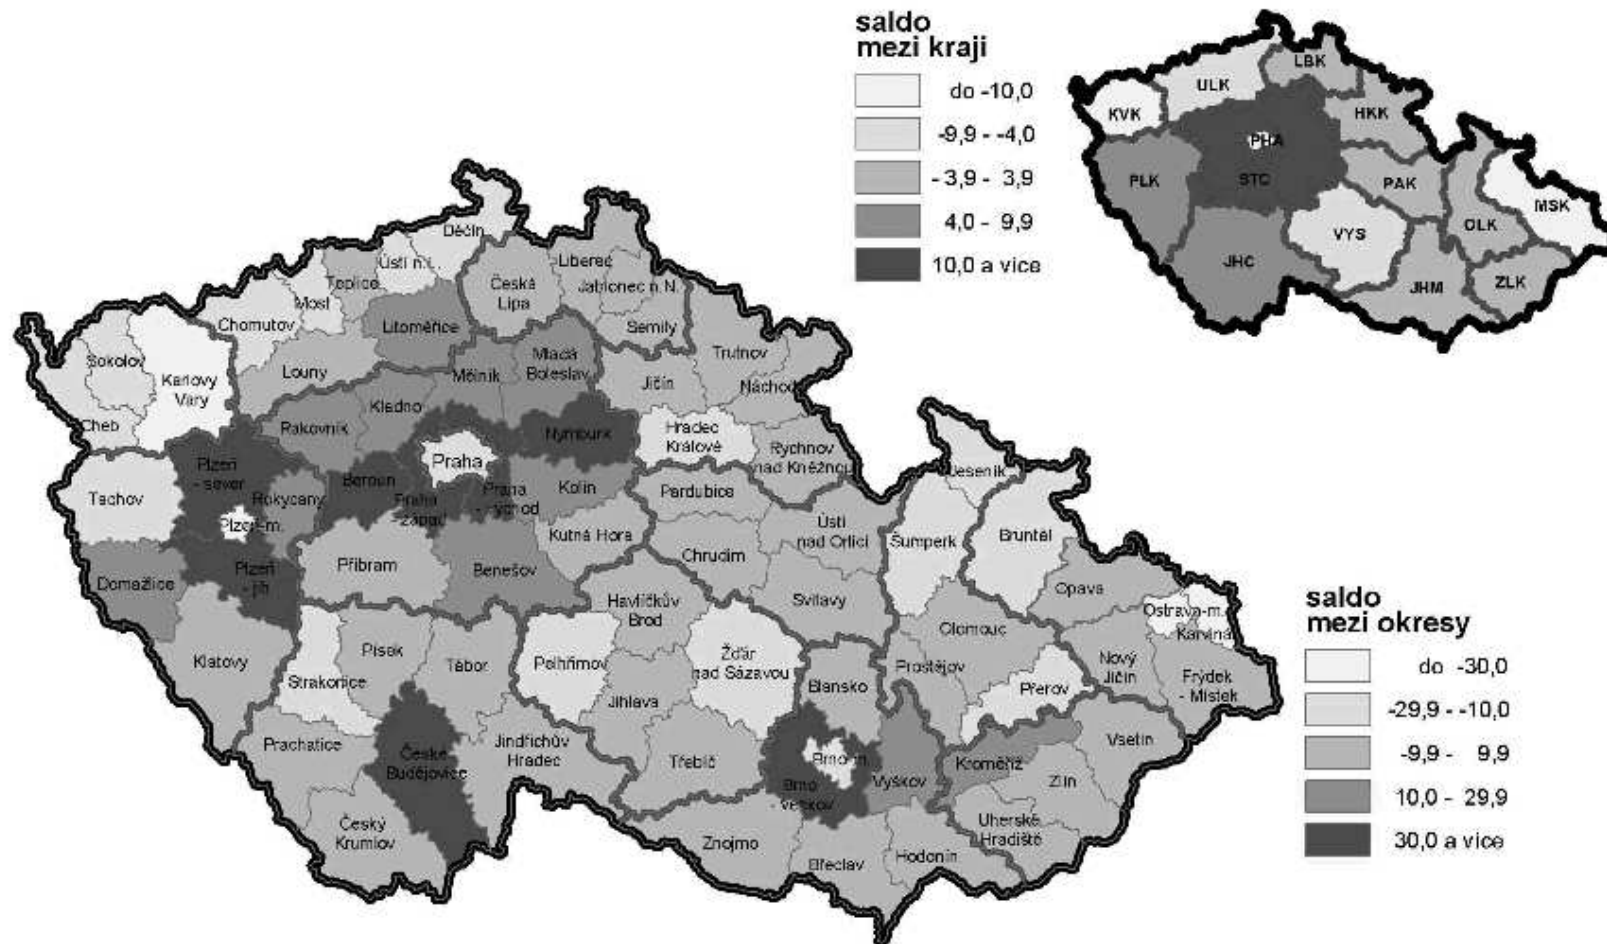 saldo
mezi kraji
do -10,0
-9,9 - -4,0
- 3,9 - 3,9
4,0 - 9,9
10,0 a více
LBK
ULK
KVK
HKK
PHA
PLK
STC
PAK
MSK
VYS
OLK
JHC
JHM
ZLK
Děčín
Ústí n.L.
Liberec
Teplice
Česká
Lípa
Jablonec n.N.
Most
Chomutov
Litoměřice
Semily
Sokolov
Mladá
Boleslav
Trutnov
Louny
Mělník
Karlovy
Vary
Jičín
Náchod
Kladno
Cheb
Rakovník
Nymburk
Hradec
Králové
Rychnov
nad Kněžnou
Praha
Plzeň
- sever
Jeseník
Beroun
Tachov
Rokycany
Praha
- západ
Praha
- východ
Kolín
Pardubice
Plzeň-m.
Ústí
nad Orlicí
Kutná Hora
Bruntál
Šumperk
Chrudim
Příbram
Benešov
Plzeň
- jih
Domažlice
Opava
Havlíčkův
Brod
Svitavy
Ostrava-m.
Olomouc
Karviná
Písek
Tábor
Pelhřimov
Žďár
nad Sázavou
Klatovy
Prostějov
Nový
Jičín
Frýdek
- Místek
Strakonice
Blansko
Přerov
Jihlava
Prachatice
Jindřichův
Hradec
Vsetín
České
Budějovice
Třebíč
Brno-m.
Kroměříž
Vyškov
Brno
- venkov
Zlín
Český
Krumlov
Uherské
Hradiště
Znojmo
Hodonín
Břeclav
saldo
mezi okresy
do -30,0
-29,9 - -10,0
-9,9 - 9,9
10,0 - 29,9
30,0 a více